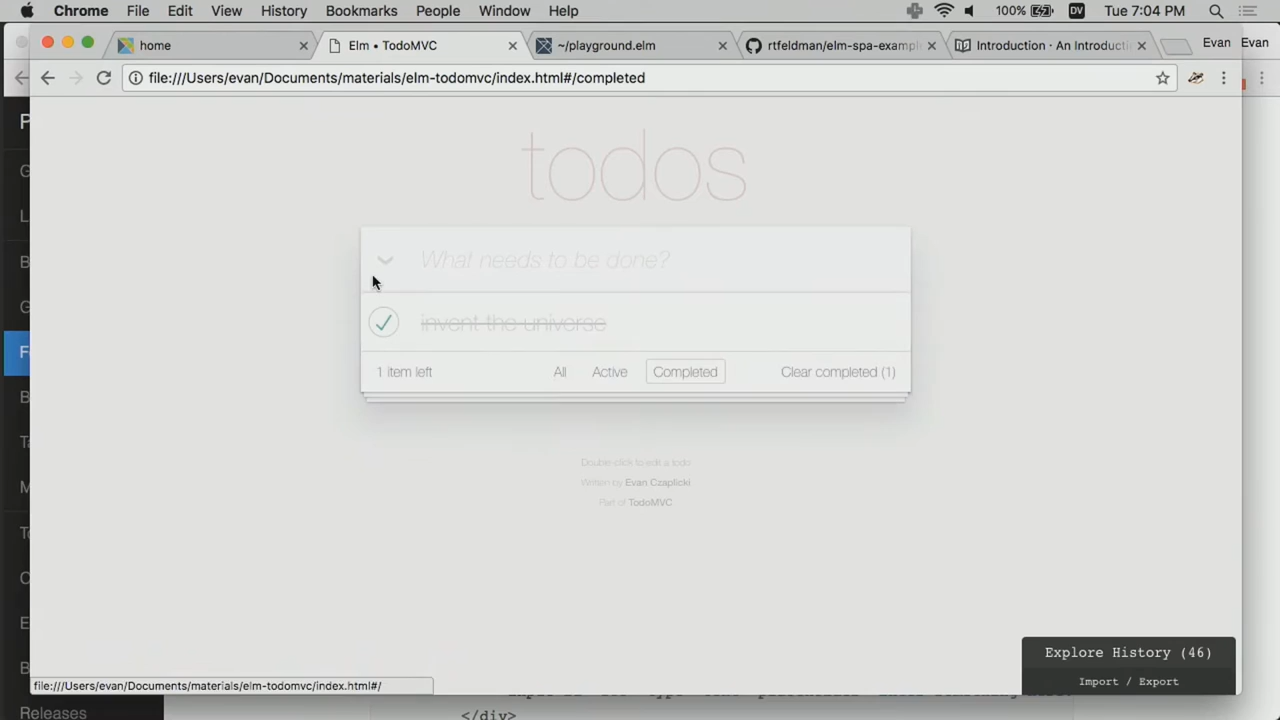 Chrome File Edit View History Bookmarks People Window Help 100% DV Tue 7:04 PM
home Elm • TodoMVC ~/playground.elm rtfeldman/elm-spa-exampl Introduction · An Introducti Evan Evan
file:///Users/evan/Documents/materials/elm-todomvc/index.html#/completed
todos
What needs to be done?
invent the universe
1 item left All Active Completed Clear completed (1)
Double-click to edit a todo
Written by Evan Czaplicki
Part of TodoMVC
Explore History (46)
Import / Export
file:///Users/evan/Documents/materials/elm-todomvc/index.html#/
Releases
</div>